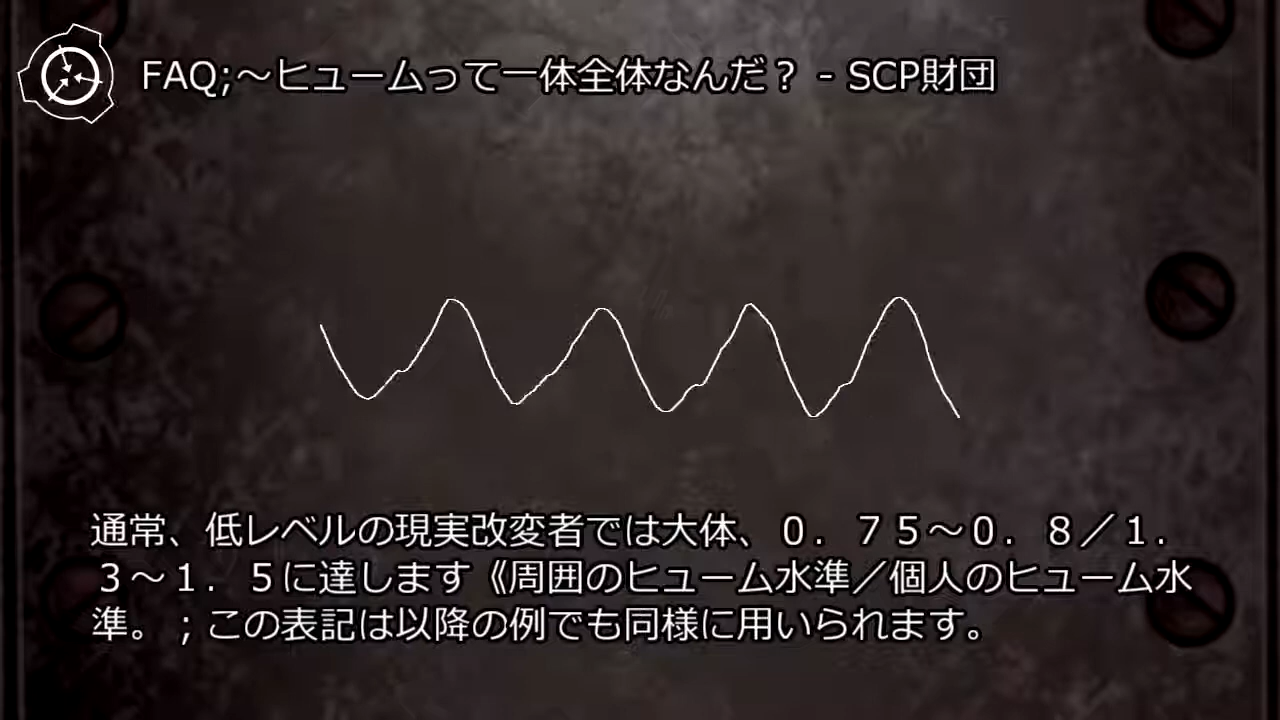 FAQ;～ヒュームって一体全体なんだ？ - SCP財団
通常、低レベルの現実改変者では大体、０．７５～０．８／１．
３～１．５に達します《周囲のヒューム水準／個人のヒューム水
準。；この表記は以降の例でも同様に用いられます。